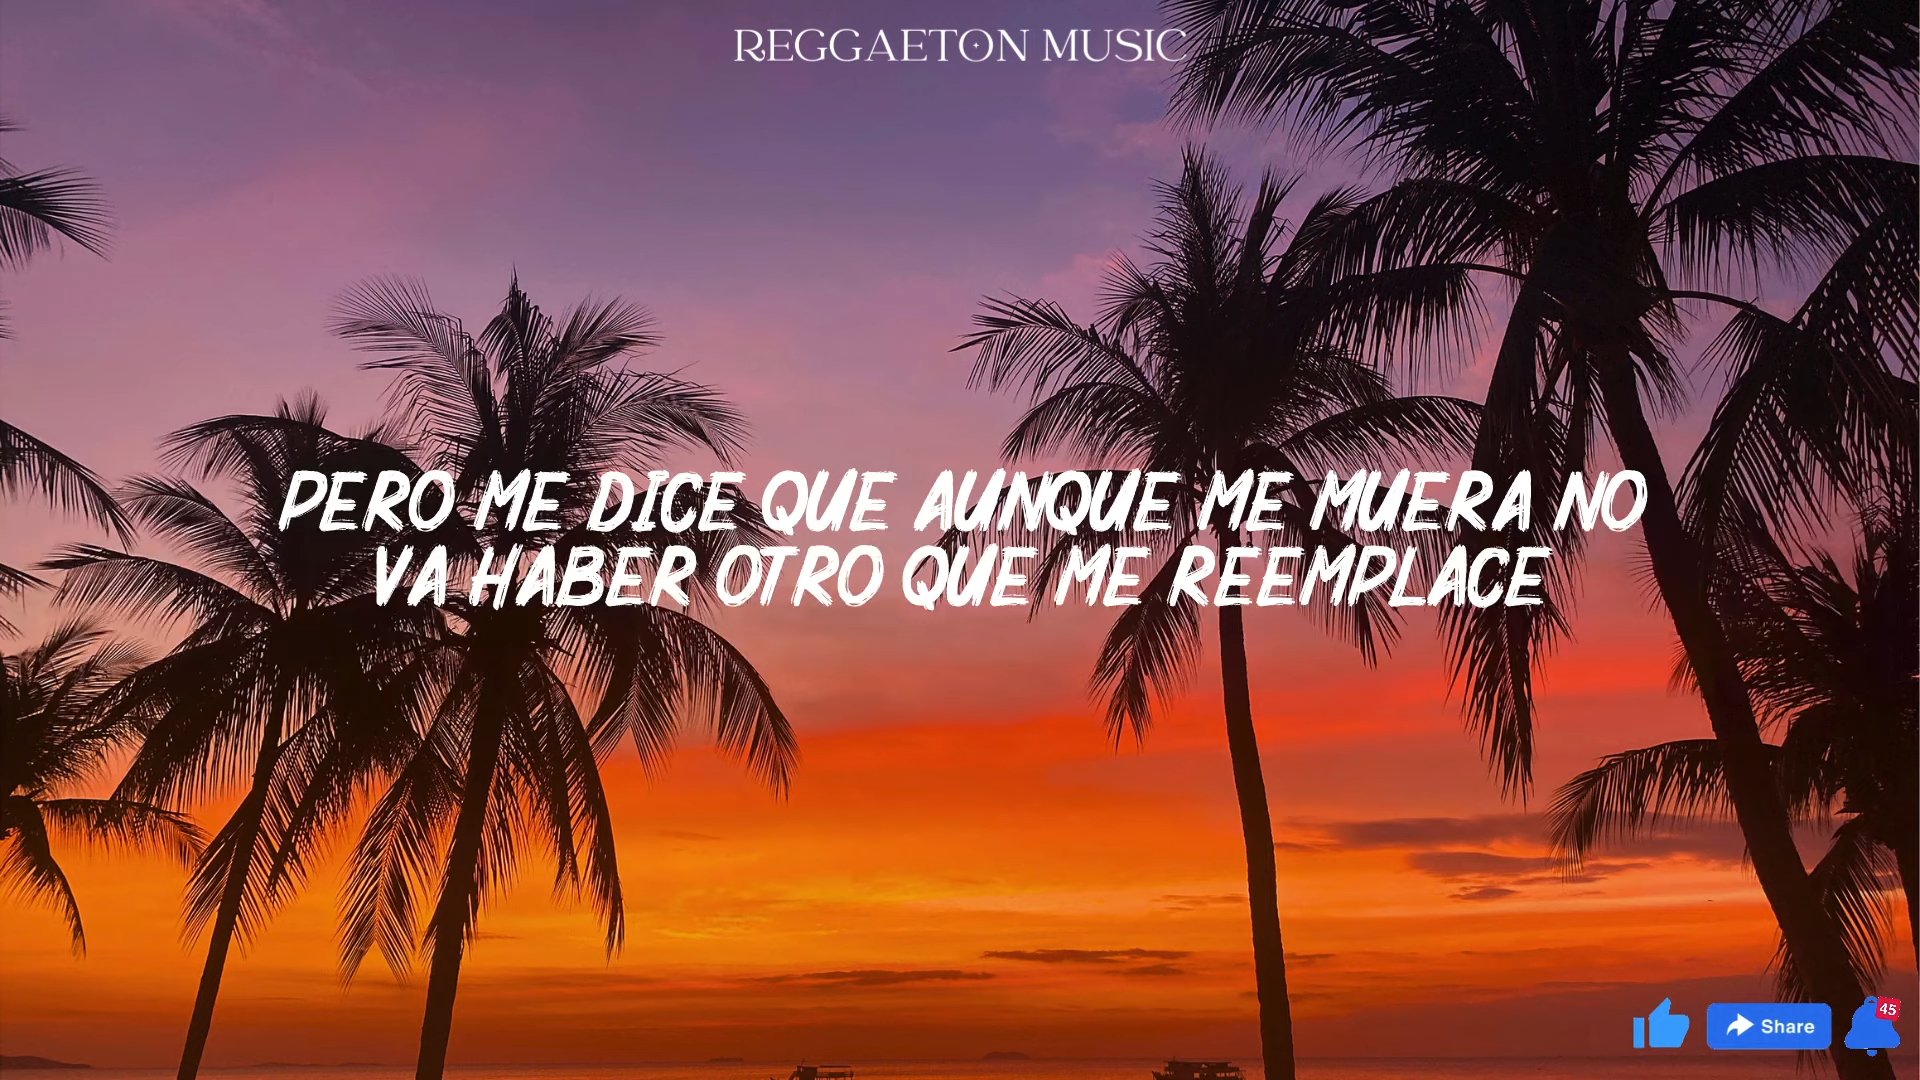 REGGAETON MUSIC
PERO ME DICE QUE AUNQUE ME MUERA NO
VA HABER OTRO QUE ME REEMPLACE
Share
45